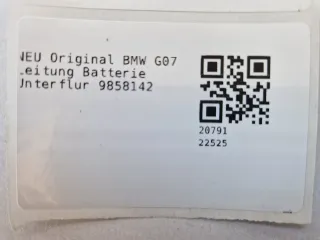 NEU Original BMW G07
Leitung Batterie
Unterflur 9858142
20791
22525